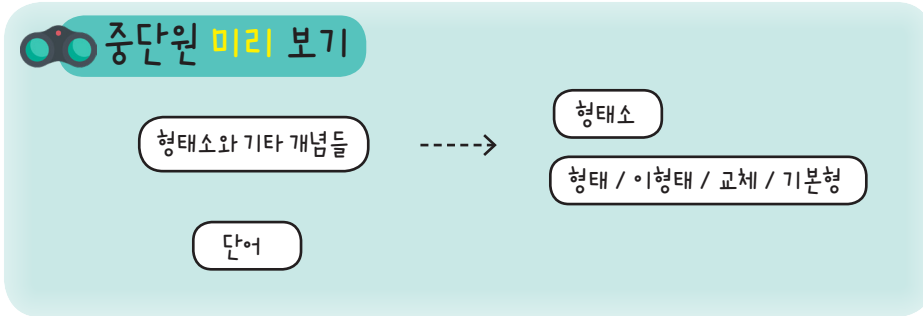 중단원 미리 보기
형태소와 기타 개념들
형태소
형태 / 이형태 / 교체 / 기본형
단어